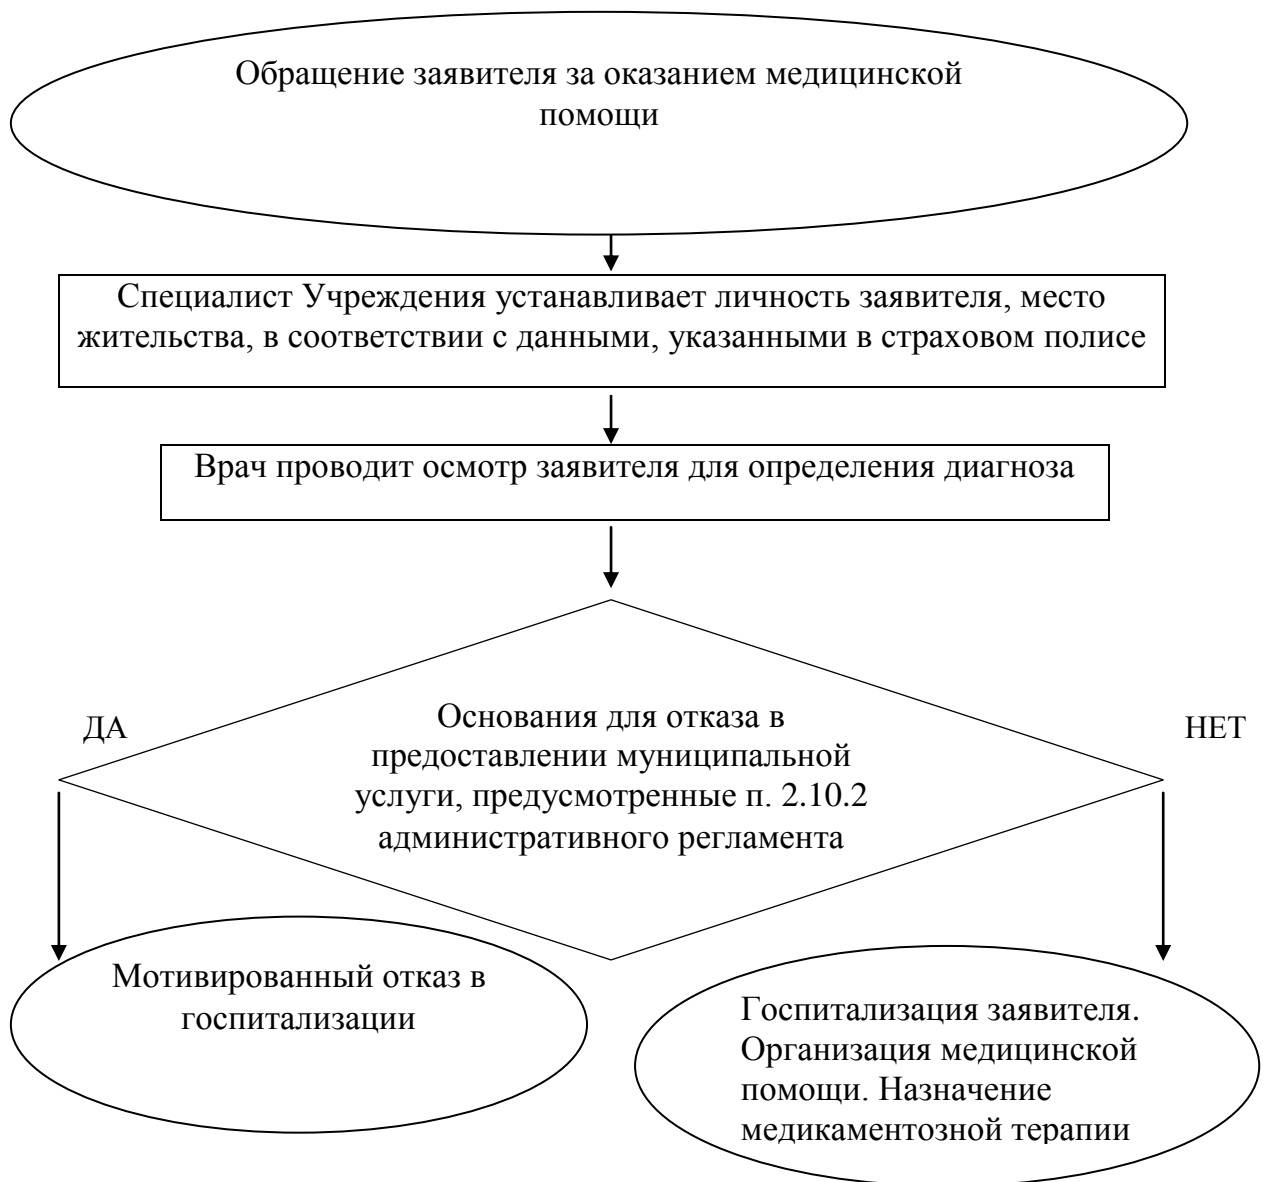 Обращение заявителя за оказанием медицинской
помощи
Специалист Учреждения устанавливает личность заявителя, место
жительства, в соответствии с данными, указанными в страховом полисе
Врач проводит осмотр заявителя для определения диагноза
ДА
НЕТ
Основания для отказа в
предоставлении муниципальной
услуги, предусмотренные п. 2.10.2
административного регламента
Мотивированный отказ в
госпитализации
Госпитализация заявителя.
Организация медицинской
помощи. Назначение
медикаментозной терапии